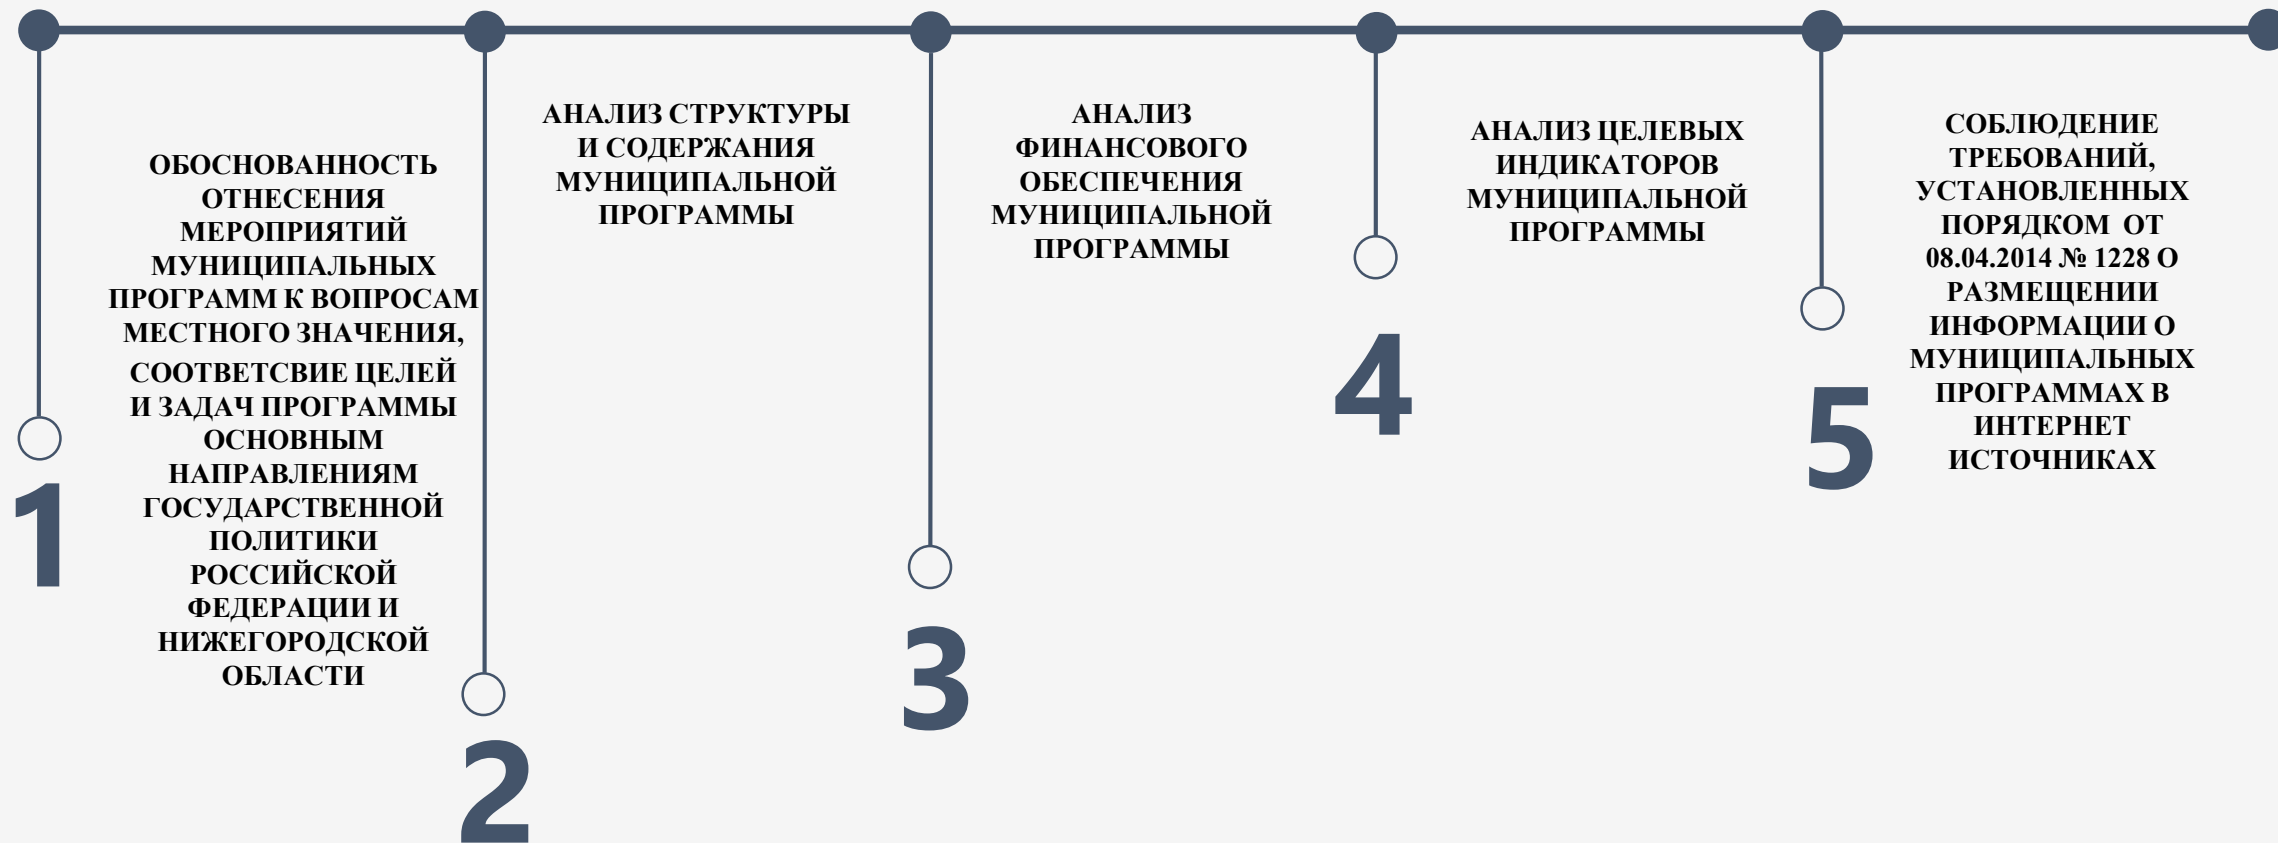 ОБОСНОВАННОСТЬ
ОТНЕСЕНИЯ
МЕРОПРИЯТИЙ
МУНИЦИПАЛЬНЫХ
ПРОГРАММ К ВОПРОСАМ
МЕСТНОГО ЗНАЧЕНИЯ,
СООТВЕТСВИЕ ЦЕЛЕЙ
И ЗАДАЧ ПРОГРАММЫ
ОСНОВНЫМ
НАПРАВЛЕНИЯМ
ГОСУДАРСТВЕННОЙ
ПОЛИТИКИ
РОССИЙСКОЙ
ФЕДЕРАЦИИ И
НИЖЕГОРОДСКОЙ
ОБЛАСТИ
1
АНАЛИЗ СТРУКТУРЫ
И СОДЕРЖАНИЯ
МУНИЦИПАЛЬНОЙ
ПРОГРАММЫ
2
АНАЛИЗ
ФИНАНСОВОГО
ОБЕСПЕЧЕНИЯ
МУНИЦИПАЛЬНОЙ
ПРОГРАММЫ
3
АНАЛИЗ ЦЕЛЕВЫХ
ИНДИКАТОРОВ
МУНИЦИПАЛЬНОЙ
ПРОГРАММЫ
4
СОБЛЮДЕНИЕ
ТРЕБОВАНИЙ,
УСТАНОВЛЕННЫХ
ПОРЯДКОМ ОТ
08.04.2014 № 1228 О
РАЗМЕЩЕНИИ
ИНФОРМАЦИИ О
МУНИЦИПАЛЬНЫХ
ПРОГРАММАХ В
ИНТЕРНЕТ
ИСТОЧНИКАХ
5